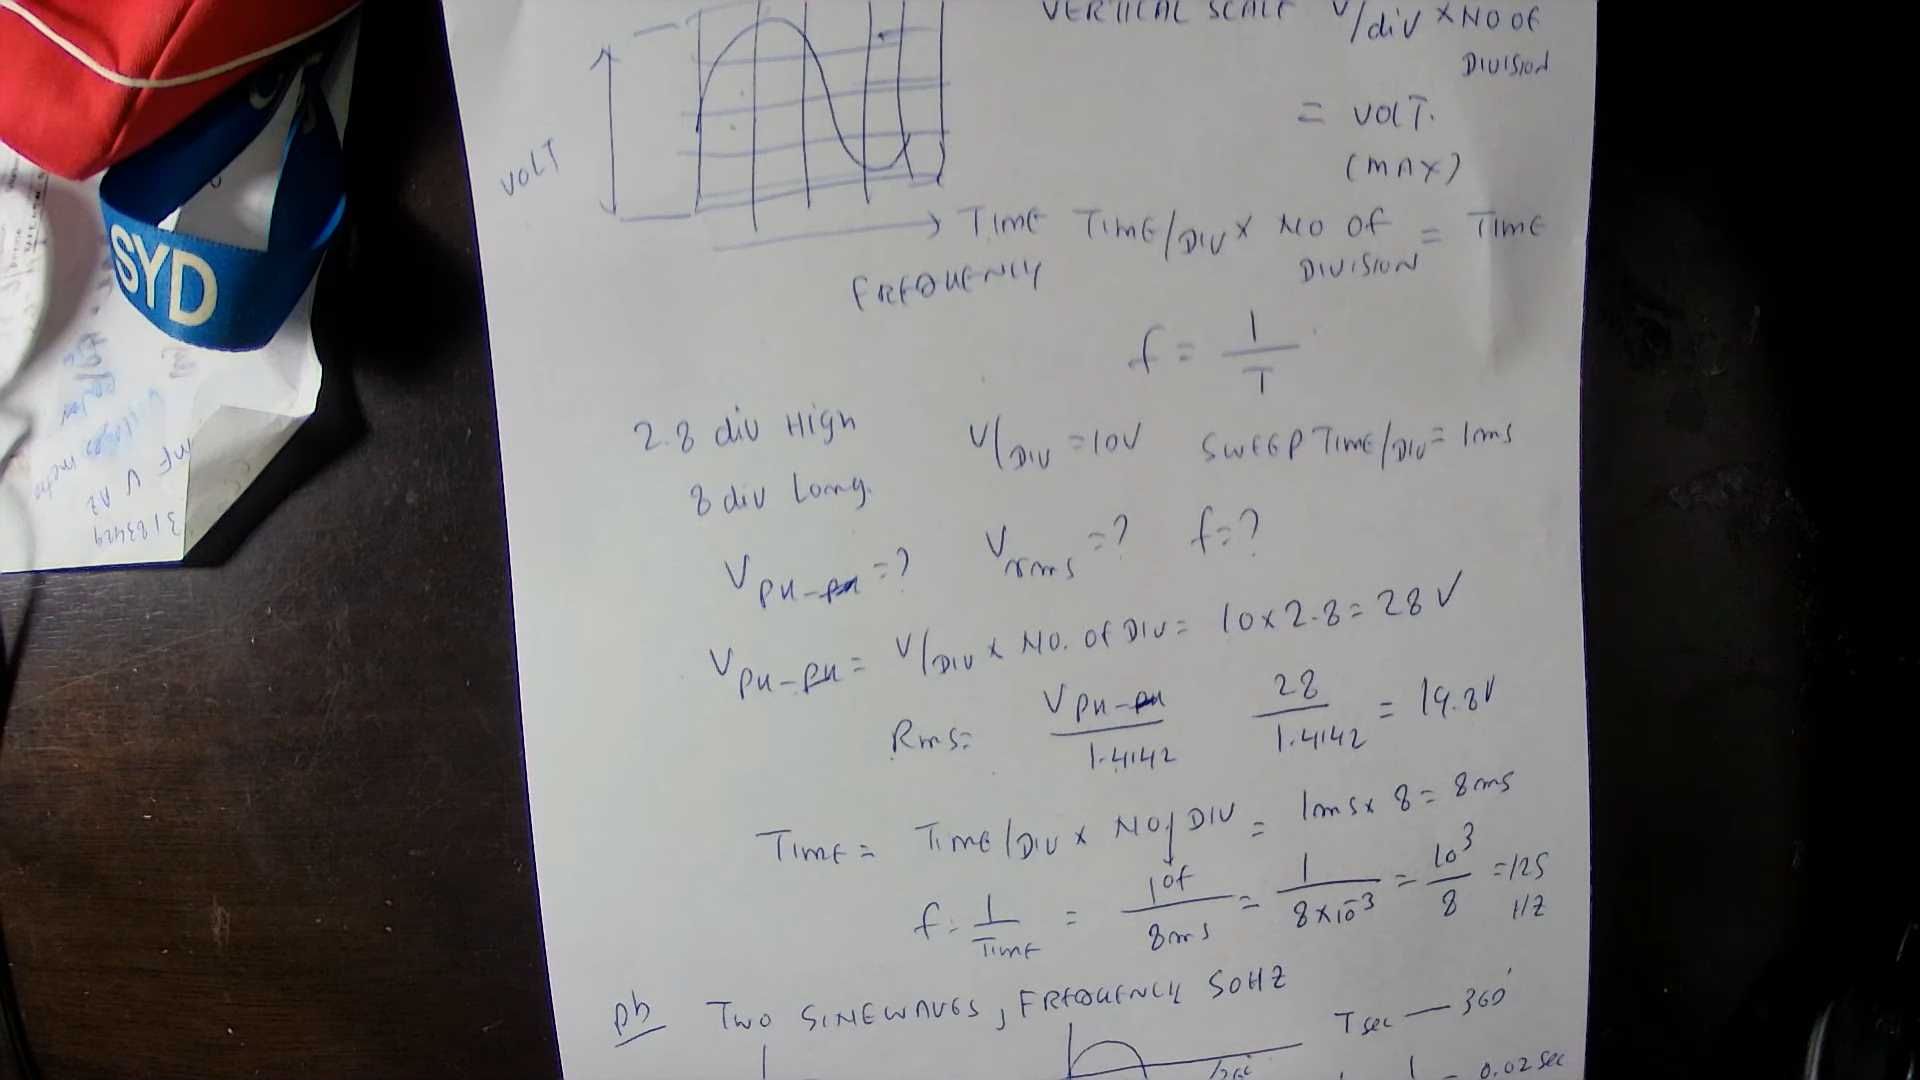 VERTICAL SCALE V/div × NO OF
DIVISION
= VOLT.
(MAX)
VOLT
TIME TIME/DIV × NO OF = TIME
DIVISION
FREQUENCY
f = 1/T
2.8 div High V/DIV = 10V SWEEP TIME/DIV = 1ms
8 div Long.
Vpk-pk = ? Vrms = ? f = ?
Vpk-pk = V/DIV × NO. OF DIV = 10 × 2.8 = 28 V
Rms = Vpk-pk/1.4142 28/1.4142 = 19.8V
TIME = TIME/DIV × NO of DIV = 1ms × 8 = 8ms
f = 1/TIME = 1/8ms = 1/8×10^-3 = 10^3/8 = 125
HZ
pb TWO SINEWAVES, FREQUENCY 50HZ
T sec — 360°
0.02 sec
SYD
3183429